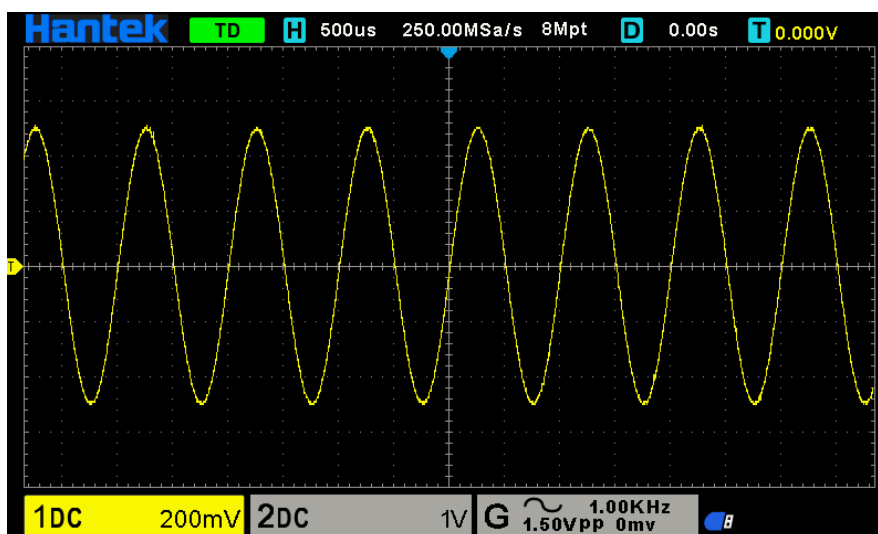 Hantek TD H 500us 250.00MSa/s 8Mpt D 0.00s T 0.000V
T
1DC 200mV 2DC 1V G 1.00KHz
1.50Vpp 0mv